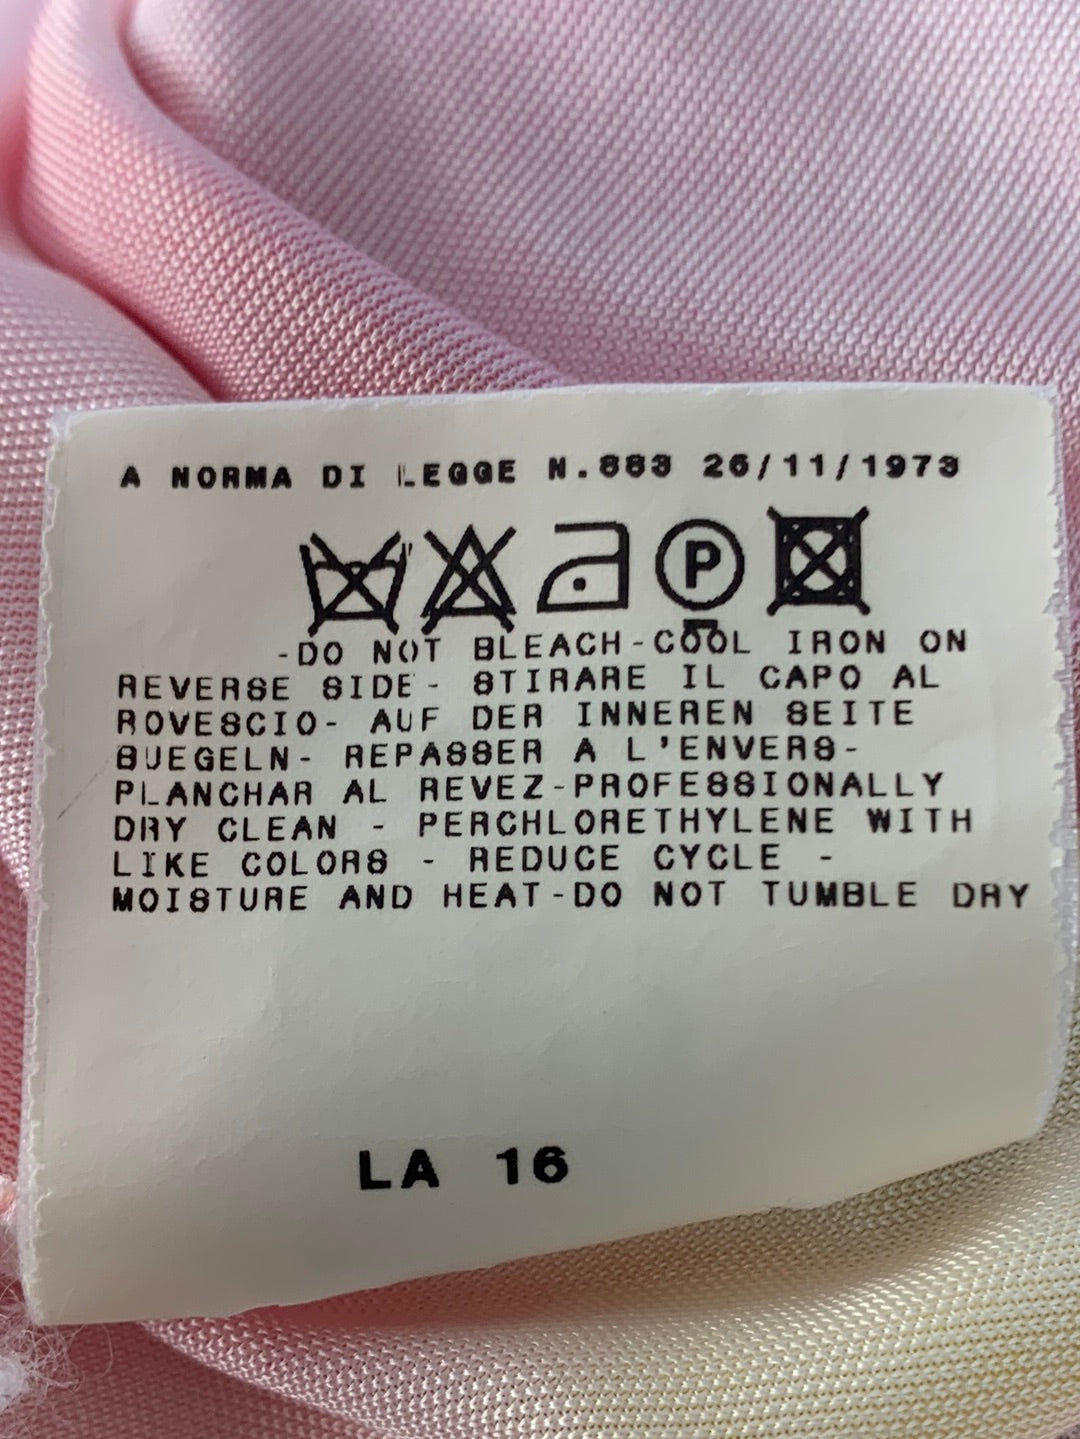 A NORMA DI LEGGE N.883 26/11/1973
P
-DO NOT BLEACH-COOL IRON ON
REVERSE SIDE- STIRARE IL CAPO AL
ROVESCIO- AUF DER INNEREN SEITE
BUEGELN- REPASSER A L'ENVERS-
PLANCHAR AL REVEZ-PROFESSIONALLY
DRY CLEAN - PERCHLORETHYLENE WITH
LIKE COLORS - REDUCE CYCLE -
MOISTURE AND HEAT-DO NOT TUMBLE DRY
LA 16